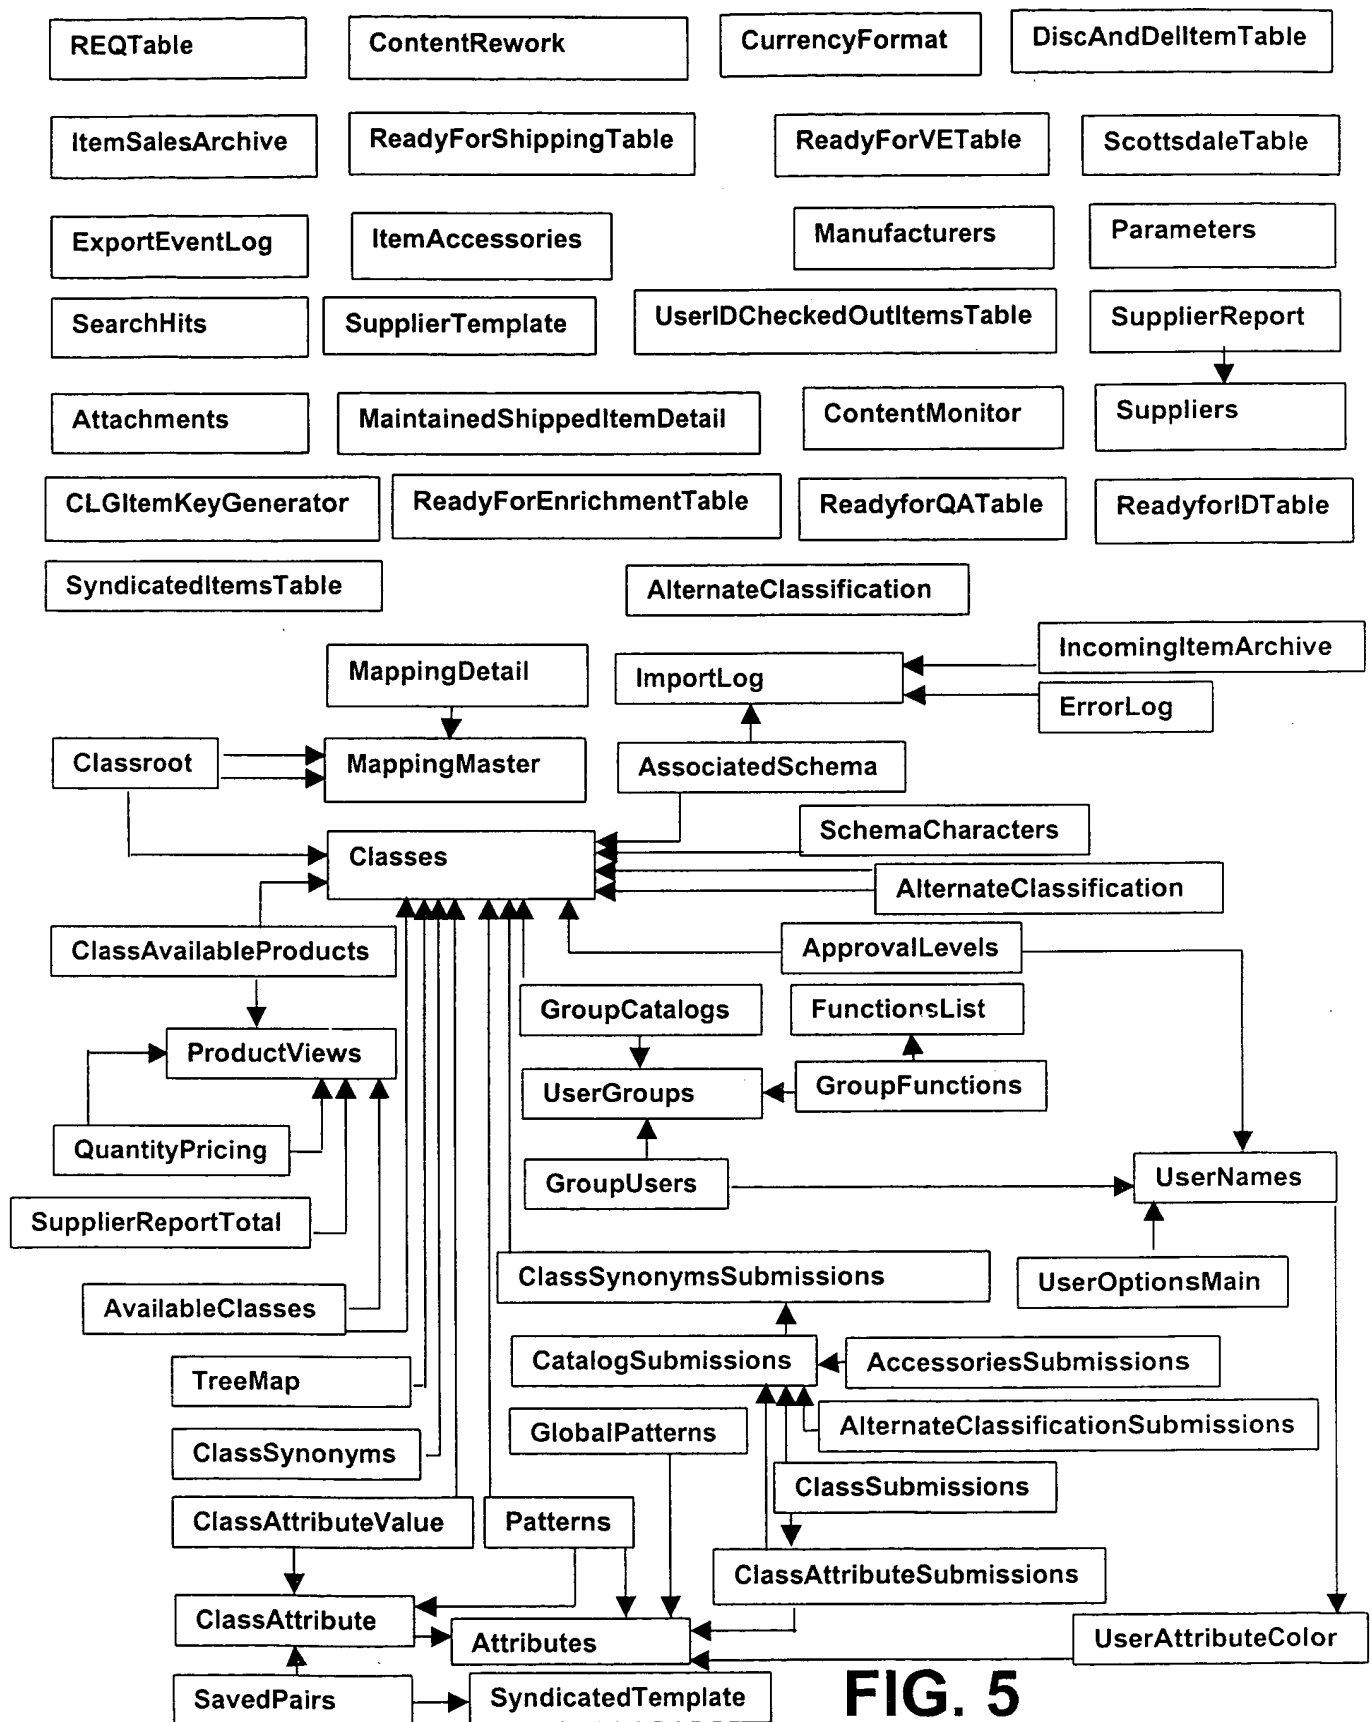 REQTable
ContentRework
CurrencyFormat
DiscAndDelItemTable
ItemSalesArchive
ReadyForShippingTable
ReadyForVETable
ScottsdaleTable
ExportEventLog
ItemAccessories
Manufacturers
Parameters
SearchHits
SupplierTemplate
UserIDCheckedOutItemsTable
SupplierReport
Attachments
MaintainedShippedItemDetail
ContentMonitor
Suppliers
CLGItemKeyGenerator
ReadyForEnrichmentTable
ReadyforQATable
ReadyforIDTable
SyndicatedItemsTable
AlternateClassification
MappingDetail
ImportLog
IncomingItemArchive
ErrorLog
Classroot
MappingMaster
AssociatedSchema
SchemaCharacters
Classes
AlternateClassification
ClassAvailableProducts
ApprovalLevels
GroupCatalogs
FunctionsList
ProductViews
UserGroups
GroupFunctions
QuantityPricing
GroupUsers
UserNames
SupplierReportTotal
ClassSynonymsSubmissions
UserOptionsMain
AvailableClasses
CatalogSubmissions
AccessoriesSubmissions
TreeMap
GlobalPatterns
AlternateClassificationSubmissions
ClassSynonyms
ClassSubmissions
ClassAttributeValue
Patterns
ClassAttributeSubmissions
ClassAttribute
Attributes
UserAttributeColor
SavedPairs
SyndicatedTemplate
FIG. 5